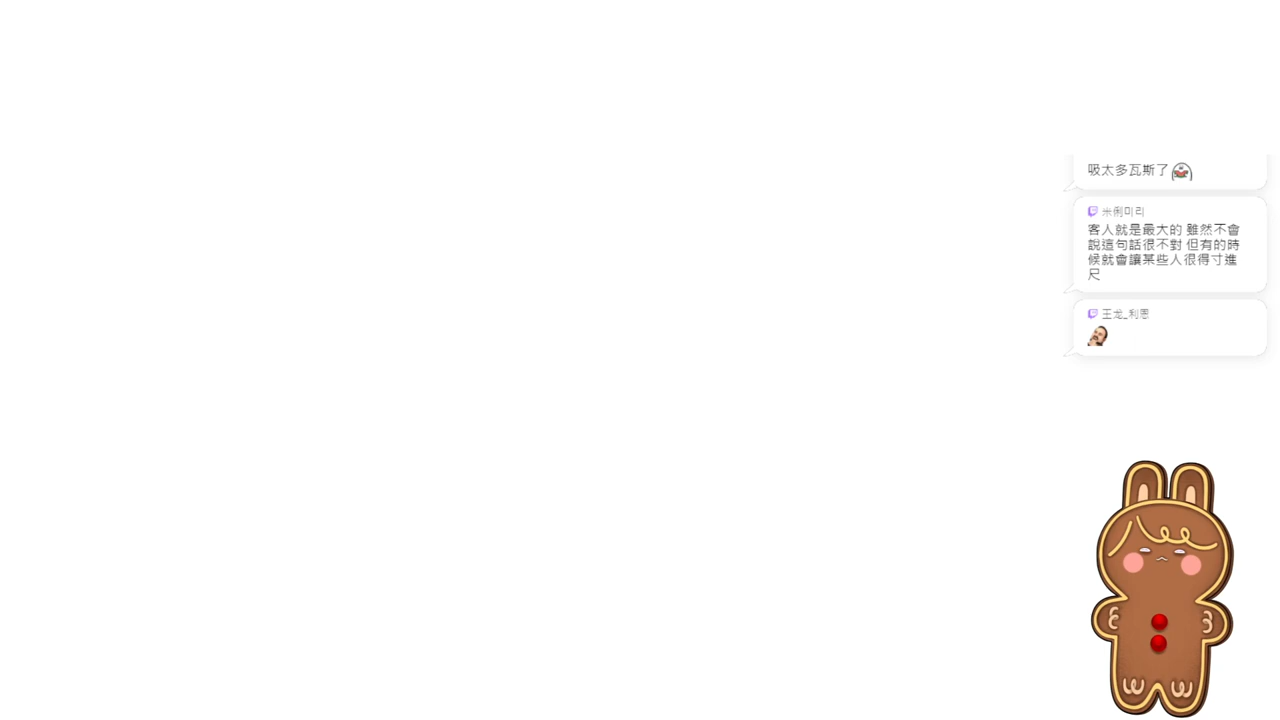 吸太多瓦斯了
米俐미리
客人就是最大的 雖然不會
說這句話很不對 但有的時
候就會讓某些人很得寸進
尺
王龙_利恩